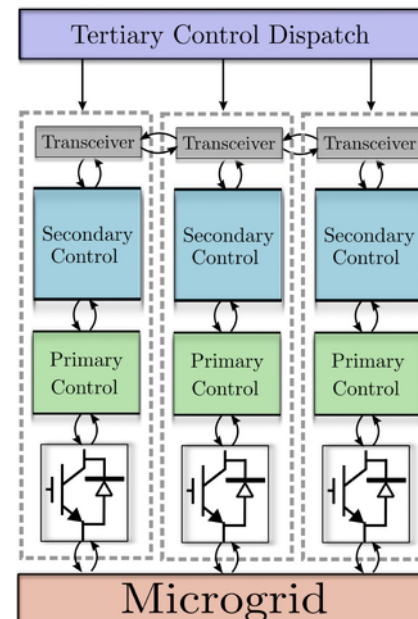 Tertiary Control Dispatch
Transceiver
Transceiver
Transceiver
Secondary
Control
Secondary
Control
Secondary
Control
Primary
Control
Primary
Control
Primary
Control
Microgrid